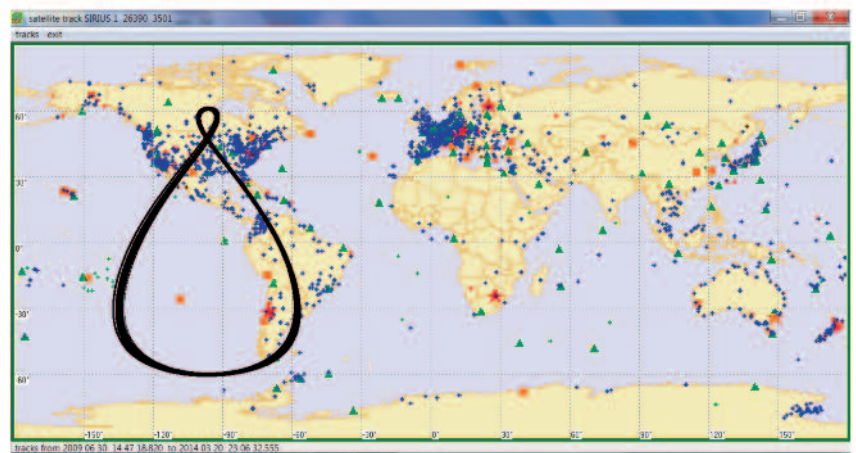 satellite track SIRIUS 1 26390 3501
tracks exit
60°
30°
0°
-30°
-60°
-150° -120° -90° -60° -30° 0° 30° 60° 90° 120° 150°
tracks from 2009 06 30 14 47 18.820 to 2014 03 20 23 06 32.555